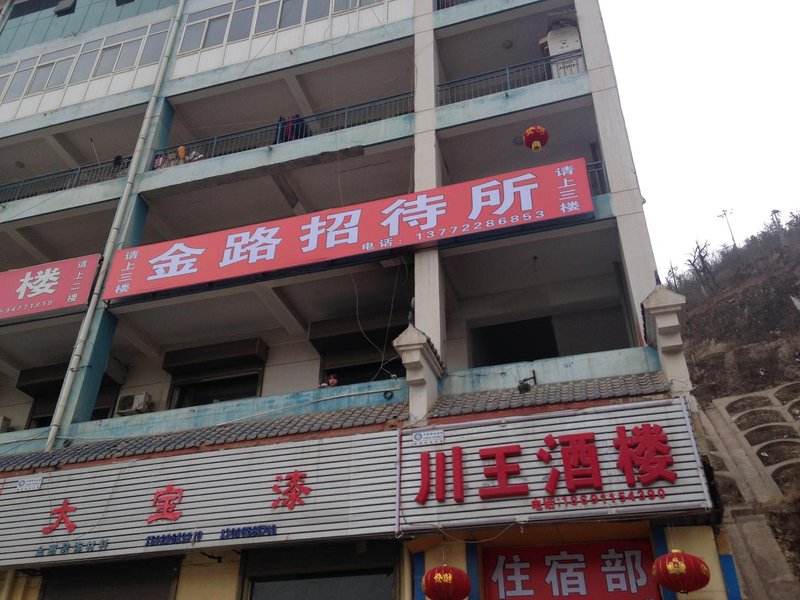 请上三楼
金路招待所
请上三楼
电话：13772286853
楼
请上二楼
594771818
川王酒楼
大宝漆
住宿部